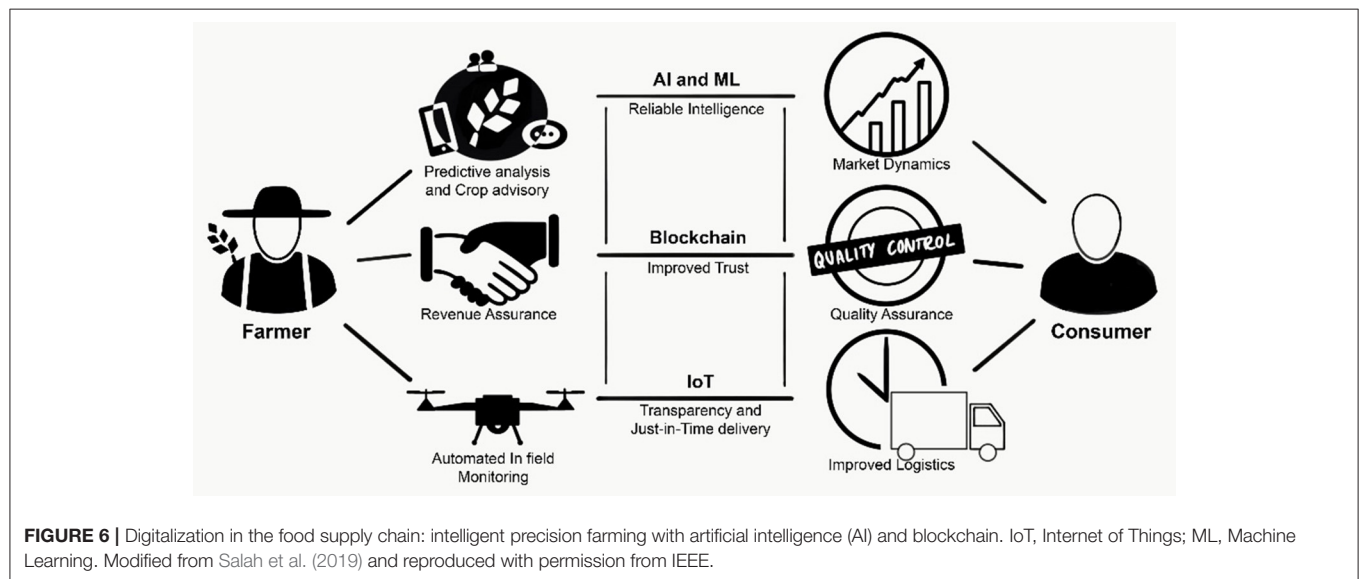 AI and ML
Reliable Intelligence
Predictive analysis
and Crop advisory
Market Dynamics
Blockchain
Improved Trust
QUALITY CONTROL
Revenue Assurance
Quality Assurance
Farmer
Consumer
IoT
Transparency and
Just-in-Time delivery
Automated In field
Monitoring
Improved Logistics
FIGURE 6 | Digitalization in the food supply chain: intelligent precision farming with artificial intelligence (AI) and blockchain. IoT, Internet of Things; ML, Machine
Learning. Modified from Salah et al. (2019) and reproduced with permission from IEEE.